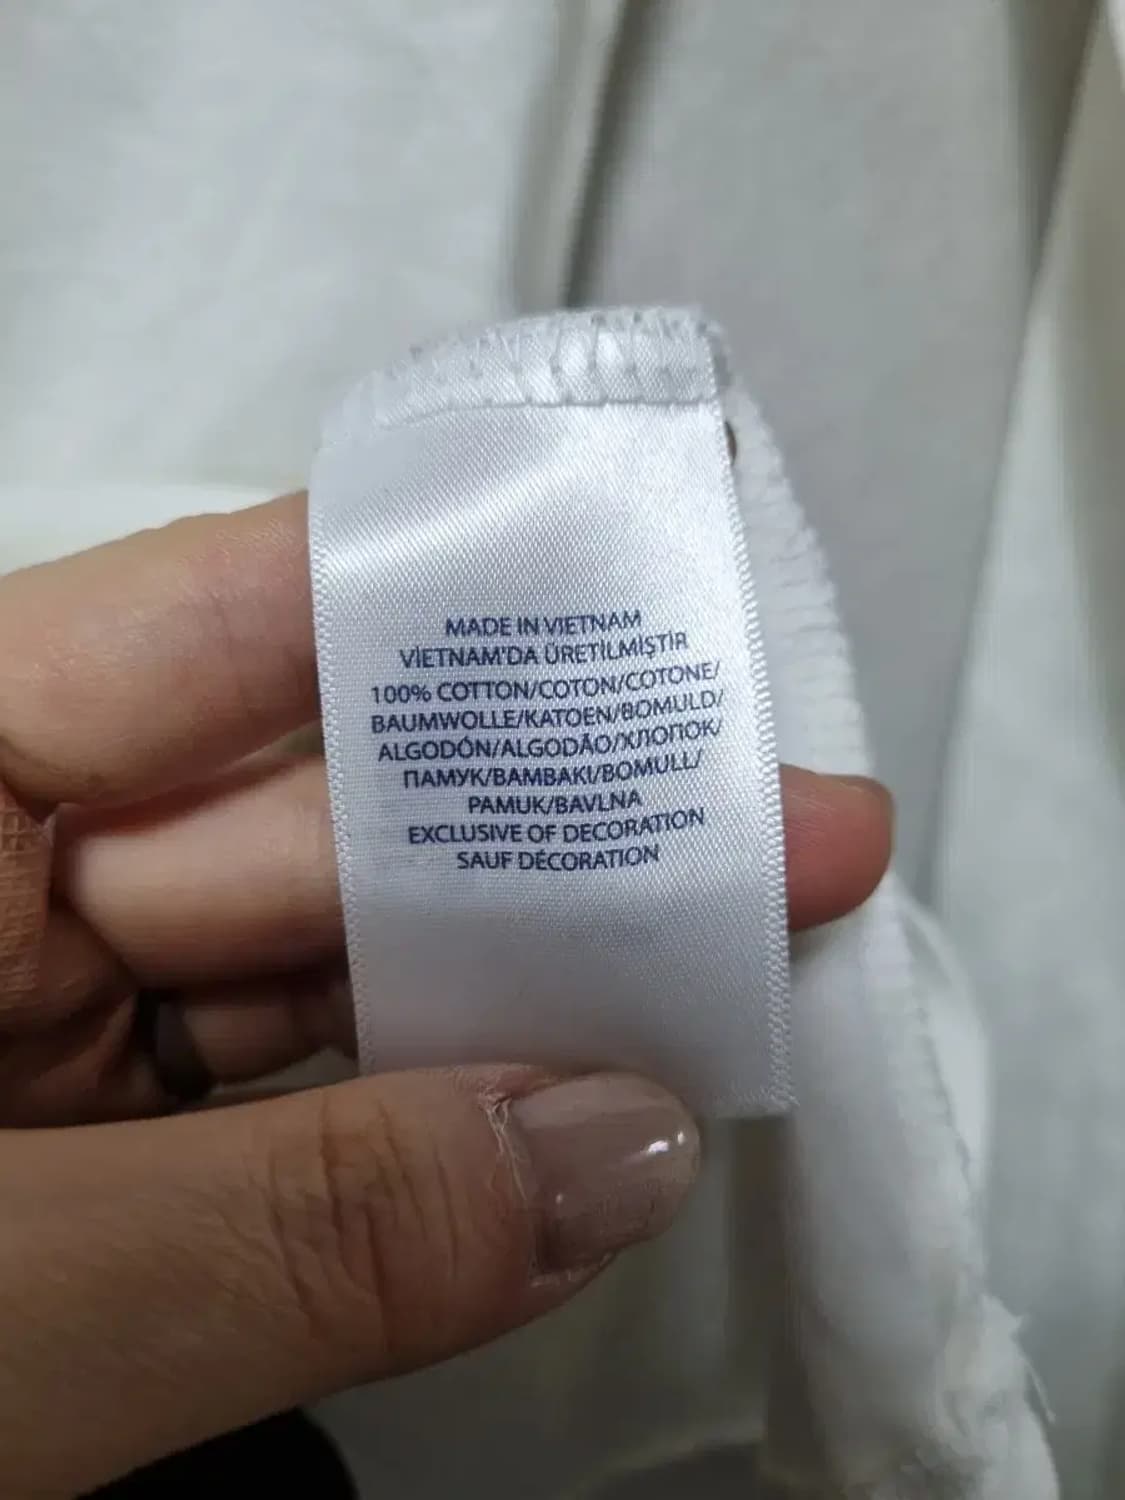 MADE IN VIETNAM
VİETNAM'DA ÜRETİLMİŞTİR
100% COTTON/COTON/COTONE/
BAUMWOLLE/KATOEN/BOMULD/
ALGODÓN/ALGODÃO/ХЛОПОК/
ПАМУК/BAMBAKI/BOMULL/
PAMUK/BAVLNA
EXCLUSIVE OF DECORATION
SAUF DÉCORATION